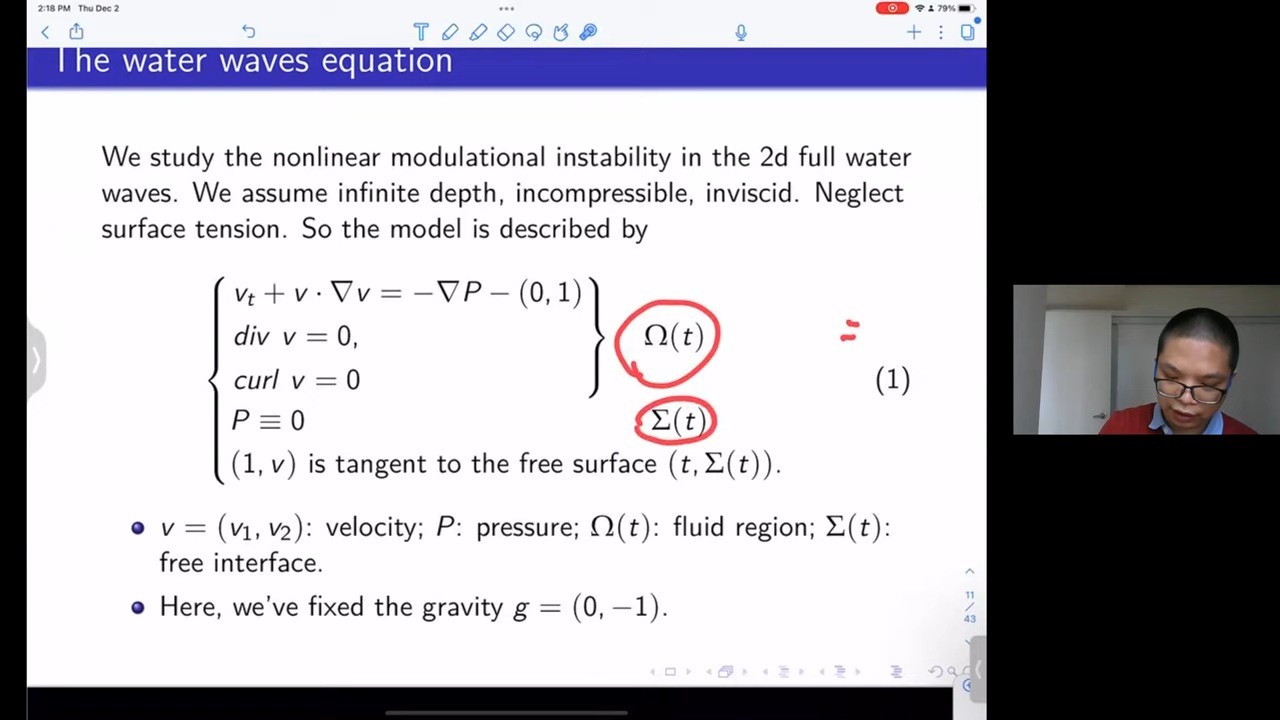 2:18 PM Thu Dec 2
79%
The water waves equation
We study the nonlinear modulational instability in the 2d full water
waves. We assume infinite depth, incompressible, inviscid. Neglect
surface tension. So the model is described by
v_t + v · ∇v = −∇P − (0, 1)
div v = 0,
Ω(t)
curl v = 0
(1)
P ≡ 0
Σ(t)
(1, v) is tangent to the free surface (t, Σ(t)).
v = (v₁, v₂): velocity; P: pressure; Ω(t): fluid region; Σ(t):
free interface.
Here, we've fixed the gravity g = (0, −1).
11
/
43